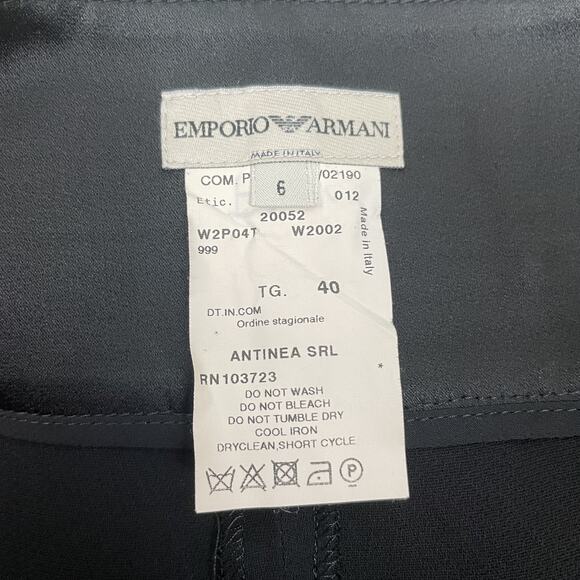 EMPORIO ARMANI
MADE IN ITALY
6
COM. P /02190
Etic. 012
20052
W2P04T W2002
999
Made in Italy
TG. 40
DT.IN.COM
Ordine stagionale
ANTINEA SRL
*
RN103723
DO NOT WASH
DO NOT BLEACH
DO NOT TUMBLE DRY
COOL IRON
DRYCLEAN,SHORT CYCLE
P